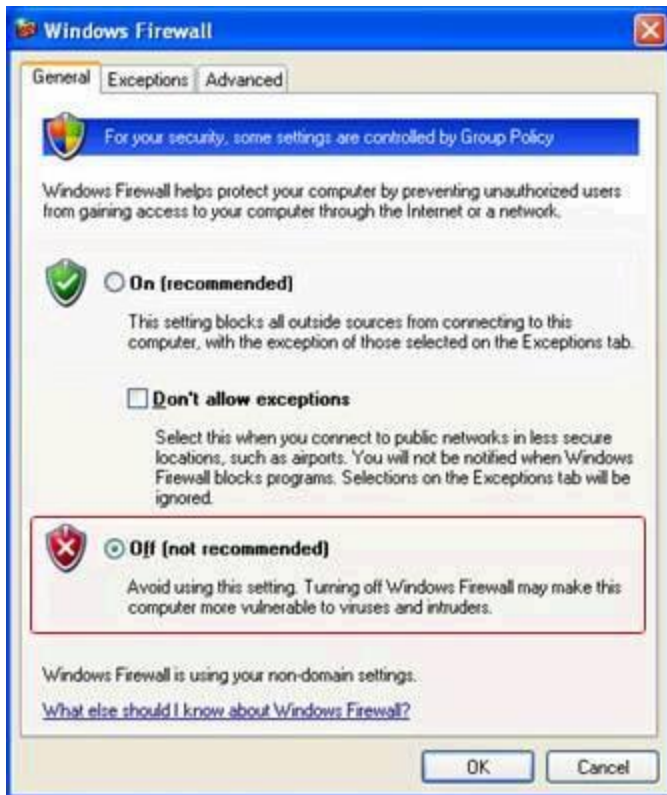 Windows Firewall
General Exceptions Advanced
For your security, some settings are controlled by Group Policy
Windows Firewall helps protect your computer by preventing unauthorized users
from gaining access to your computer through the Internet or a network.
On (recommended)
This setting blocks all outside sources from connecting to this
computer, with the exception of those selected on the Exceptions tab.
Don't allow exceptions
Select this when you connect to public networks in less secure
locations, such as airports. You will not be notified when Windows
Firewall blocks programs. Selections on the Exceptions tab will be
ignored.
Off (not recommended)
Avoid using this setting. Turning off Windows Firewall may make this
computer more vulnerable to viruses and intruders.
Windows Firewall is using your non-domain settings.
What else should I know about Windows Firewall?
OK Cancel